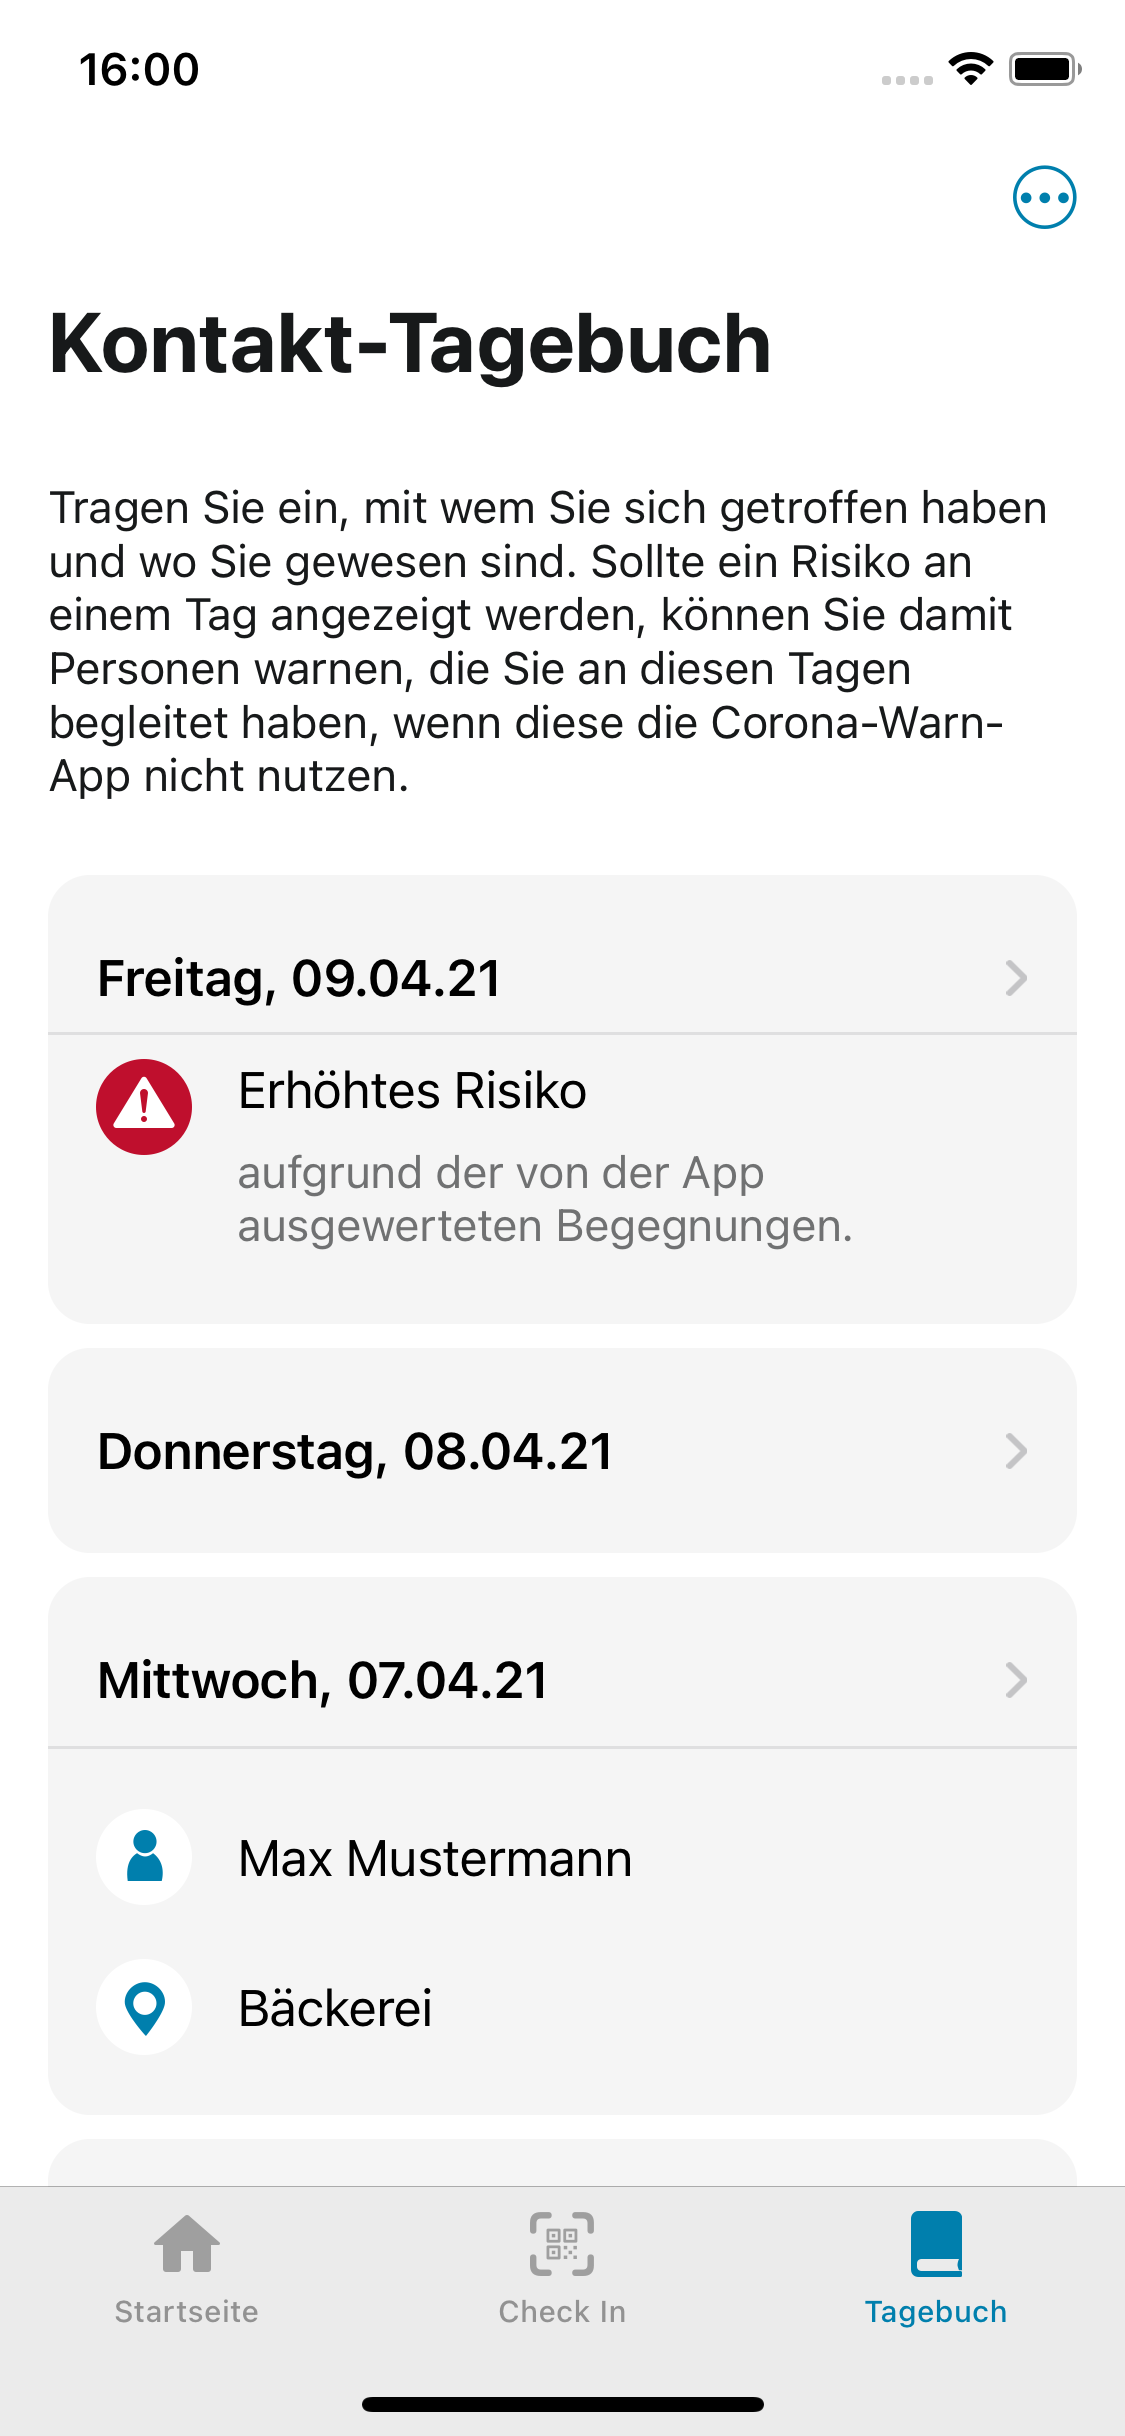 16:00
Kontakt-Tagebuch
Tragen Sie ein, mit wem Sie sich getroffen haben
und wo Sie gewesen sind. Sollte ein Risiko an
einem Tag angezeigt werden, können Sie damit
Personen warnen, die Sie an diesen Tagen
begleitet haben, wenn diese die Corona-Warn-
App nicht nutzen.
Freitag, 09.04.21
Erhöhtes Risiko
aufgrund der von der App
ausgewerteten Begegnungen.
Donnerstag, 08.04.21
Mittwoch, 07.04.21
Max Mustermann
Bäckerei
Startseite
Check In
Tagebuch